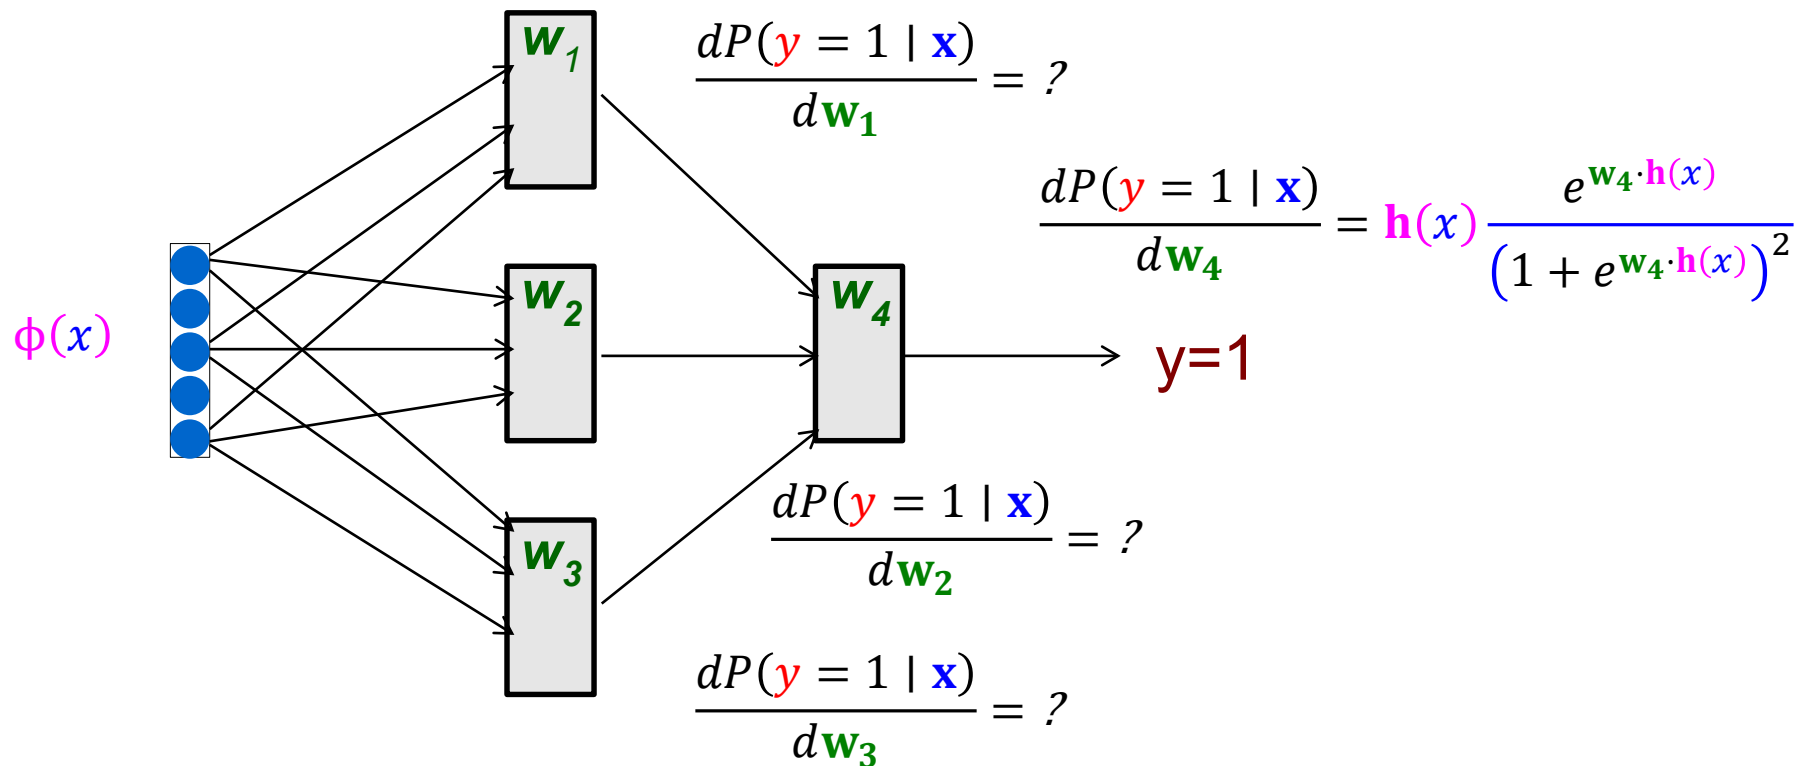 w₁
dP(y = 1 | x) / dw₁ = ?
dP(y = 1 | x) / dw₄ = h(x) e^(w₄·h(x)) / (1 + e^(w₄·h(x)))²
w₂
w₄
ϕ(x)
y=1
dP(y = 1 | x) / dw₂ = ?
w₃
dP(y = 1 | x) / dw₃ = ?